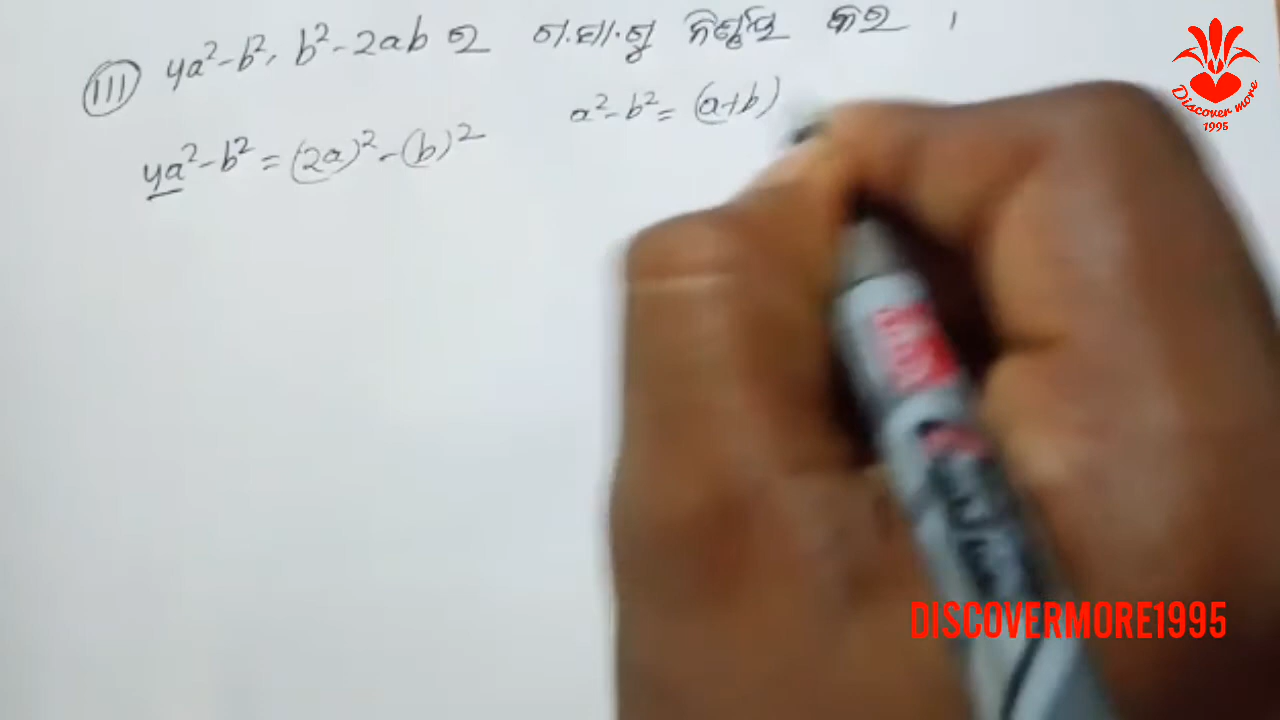 (III) 4a²-b², b²-2ab ର ଗ.ସା.ଗୁ ନିର୍ଣ୍ଣୟ କର ।
a²-b² = (a+b)
4a²-b² = (2a)²-(b)²
Discover more
1995
DISCOVERMORE1995